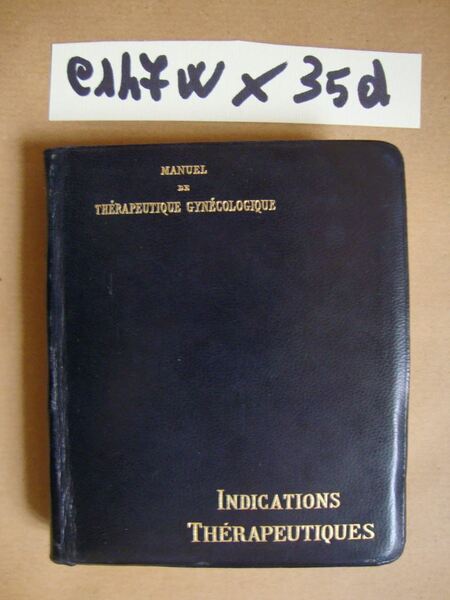 e1h7w x 35d
MANUEL
DE
THÉRAPEUTIQUE GYNÉCOLOGIQUE
INDICATIONS
THÉRAPEUTIQUES